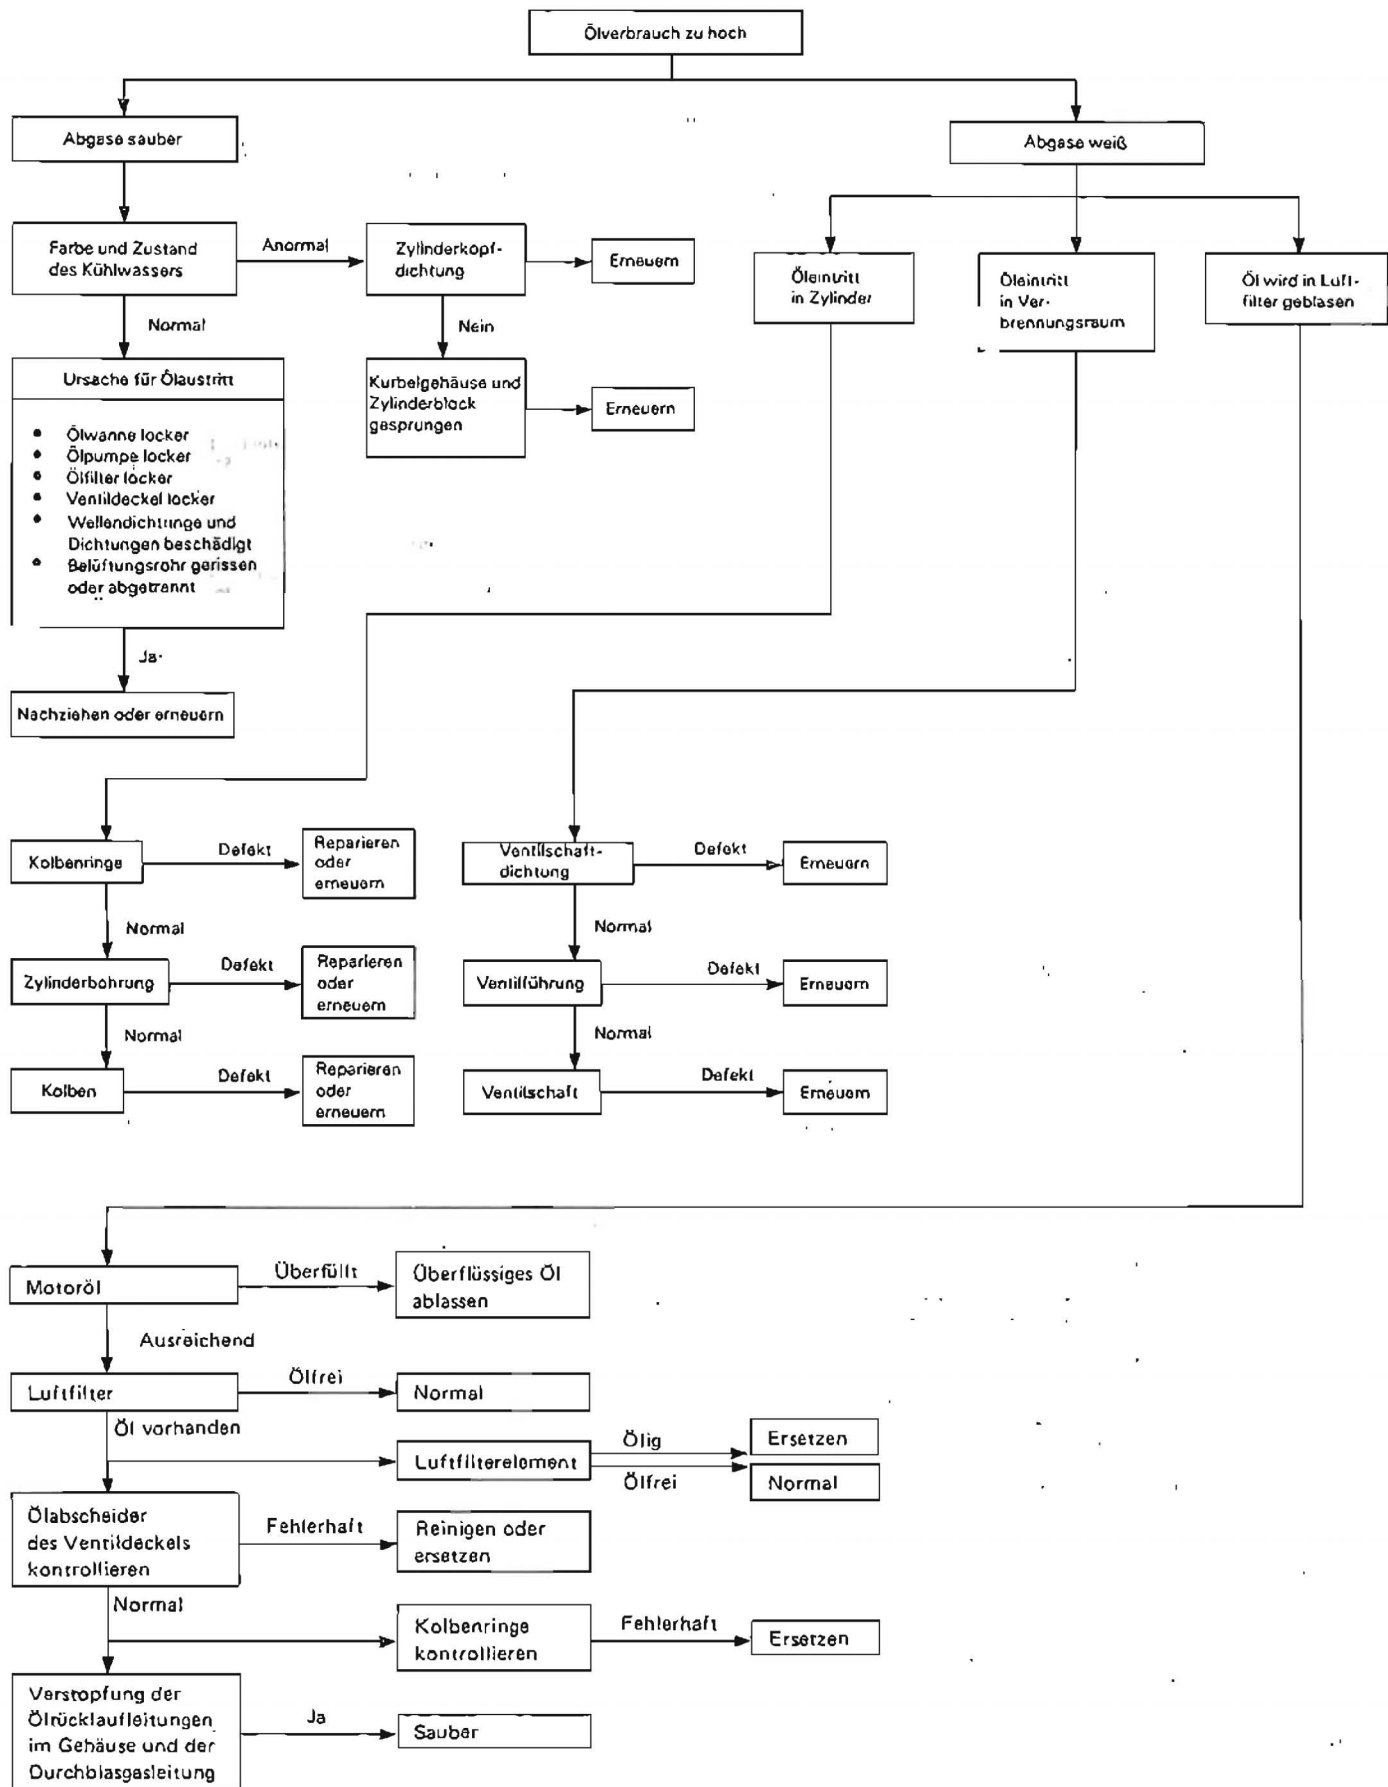 Ölverbrauch zu hoch
Abgase sauber
Abgase weiß
Farbe und Zustand
des Kühlwassers
Anormal
Zylinderkopf-
dichtung
Erneuern
Öleintritt
in Zylinder
Öleintritt
in Ver-
brennungsraum
Öl wird in Luft-
filter geblasen
Normal
Nein
Ursache für Ölaustritt
Kurbelgehäuse und
Zylinderblock
gesprungen
Erneuern
• Ölwanne locker
• Ölpumpe locker
• Ölfilter locker
• Ventildeckel locker
• Wellendichtringe und
Dichtungen beschädigt
• Belüftungsrohr gerissen
oder abgetrennt
Ja
Nachziehen oder erneuern
Kolbenringe
Defekt
Reparieren
oder
erneuern
Ventilschaft-
dichtung
Defekt
Erneuern
Normal
Normal
Zylinderbohrung
Defekt
Reparieren
oder
erneuern
Ventilführung
Defekt
Erneuern
Normal
Normal
Kolben
Defekt
Reparieren
oder
erneuern
Ventilschaft
Defekt
Erneuern
Motoröl
Überfüllt
Überflüssiges Öl
ablassen
Ausreichend
Luftfilter
Ölfrei
Normal
Öl vorhanden
Luftfilterelement
Ölig
Ersetzen
Ölfrei
Normal
Ölabscheider
des Ventildeckels
kontrollieren
Fehlerhaft
Reinigen oder
ersetzen
Normal
Kolbenringe
kontrollieren
Fehlerhaft
Ersetzen
Verstopfung der
Ölrücklaufleitungen
im Gehäuse und der
Durchblasgasleitung
Ja
Sauber